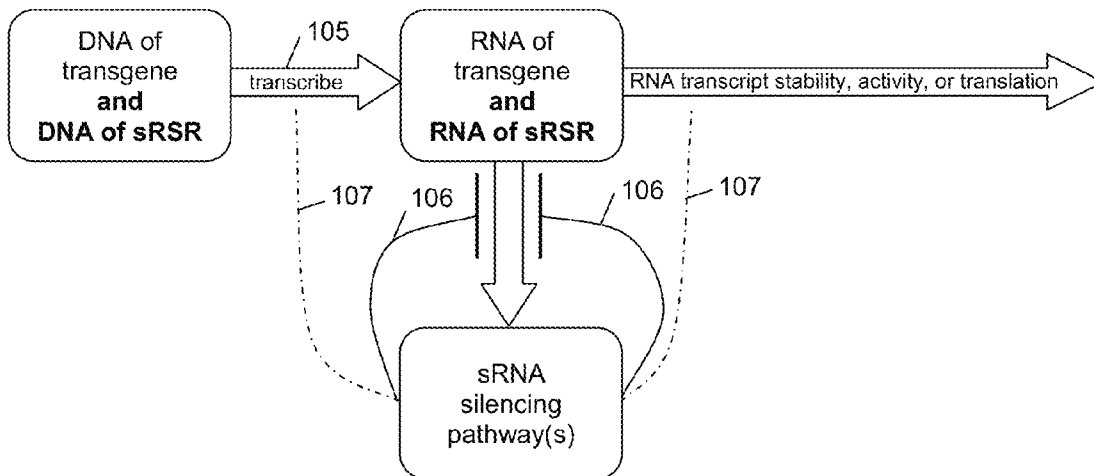 DNA of
transgene
and
DNA of sRSR
105
transcribe
RNA of
transgene
and
RNA of sRSR
RNA transcript stability, activity, or translation
107
106
106
107
sRNA
silencing
pathway(s)